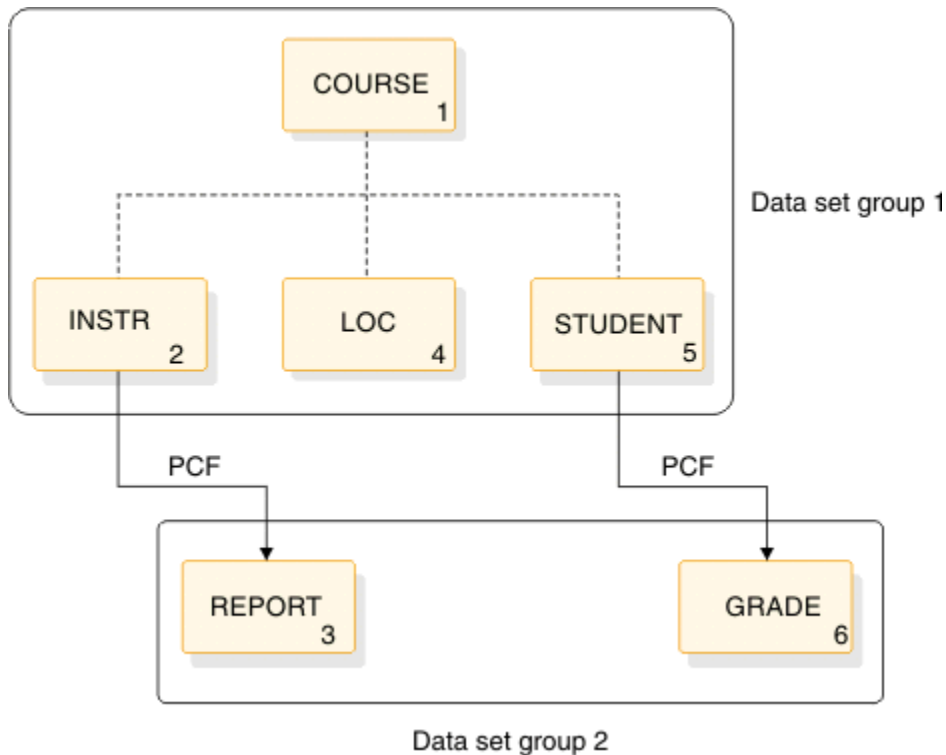 COURSE
1
Data set group 1
INSTR
2
LOC
4
STUDENT
5
PCF
PCF
REPORT
3
GRADE
6
Data set group 2